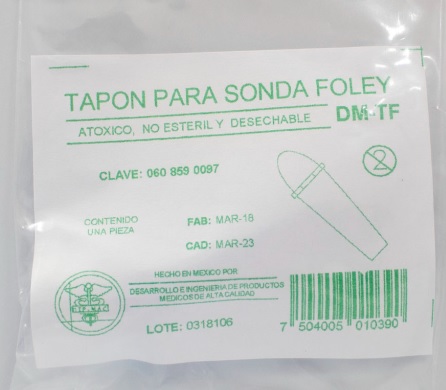 TAPON PARA SONDA FOLEY
ATOXICO, NO ESTERIL Y DESECHABLE
DM-TF
CLAVE: 060 859 0097
2
CONTENIDO
UNA PIEZA
FAB: MAR-18
CAD: MAR-23
HECHO EN MEXICO POR
DESARROLLO E INGENIERIA DE PRODUCTOS
MEDICOS DE ALTA CALIDAD
LOTE: 0318106
7 504005 010390